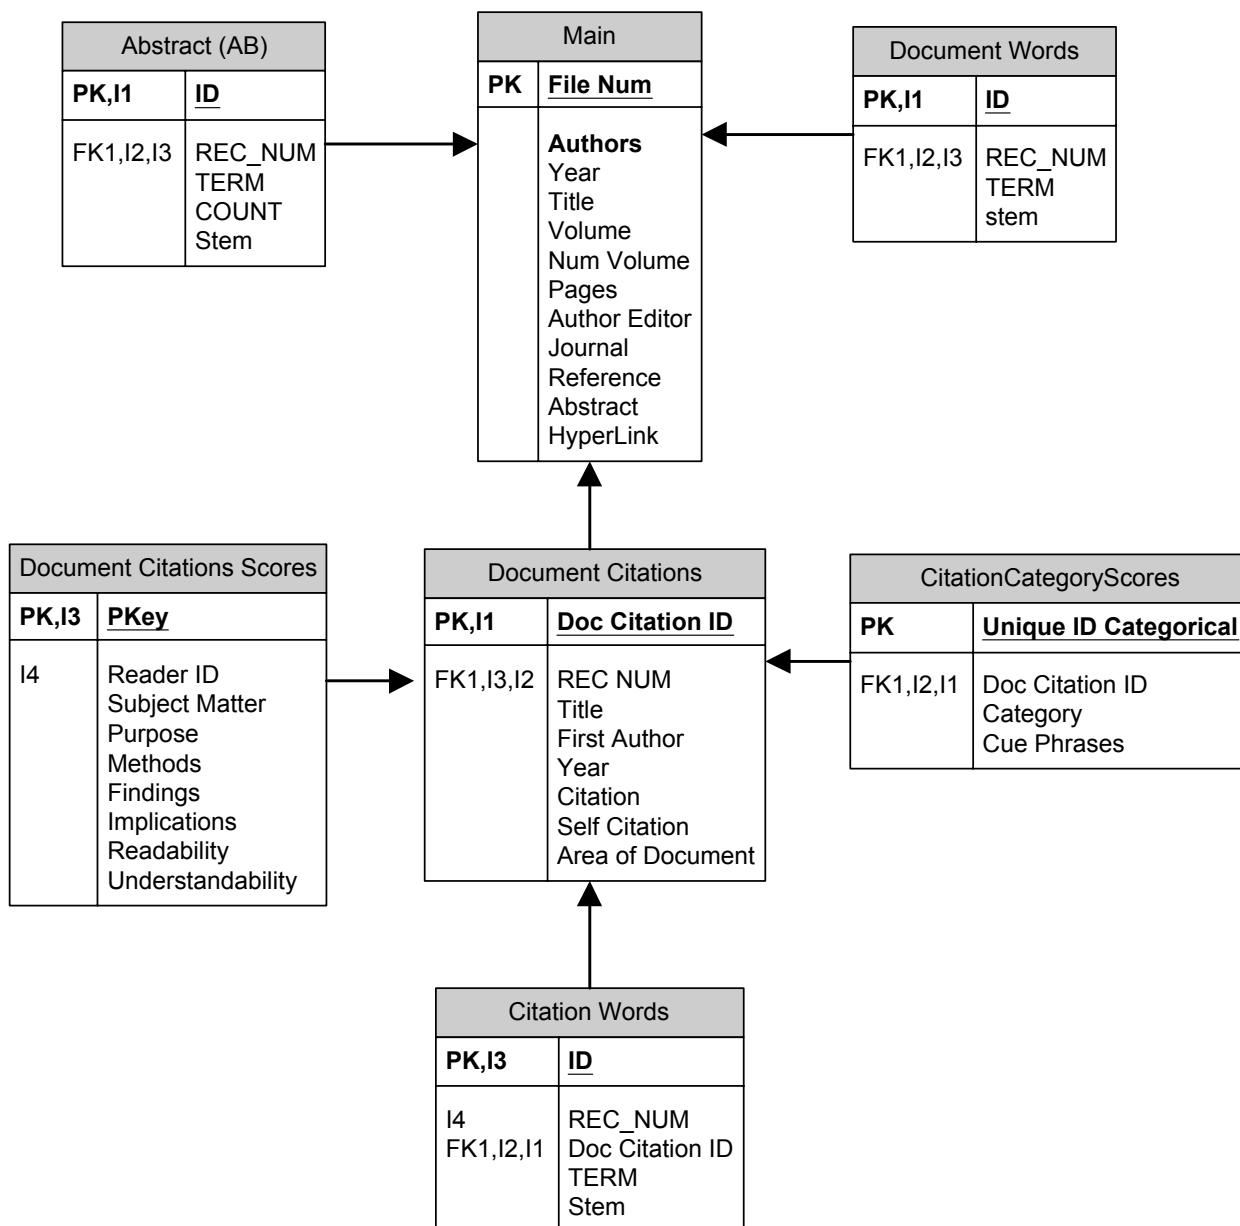 Abstract (AB)
PK,I1 ID
FK1,I2,I3 REC_NUM
TERM
COUNT
Stem
Main
PK File Num
Authors
Year
Title
Volume
Num Volume
Pages
Author Editor
Journal
Reference
Abstract
HyperLink
Document Words
PK,I1 ID
FK1,I2,I3 REC_NUM
TERM
stem
Document Citations Scores
PK,I3 PKey
I4 Reader ID
Subject Matter
Purpose
Methods
Findings
Implications
Readability
Understandability
Document Citations
PK,I1 Doc Citation ID
FK1,I3,I2 REC NUM
Title
First Author
Year
Citation
Self Citation
Area of Document
CitationCategoryScores
PK Unique ID Categorical
FK1,I2,I1 Doc Citation ID
Category
Cue Phrases
Citation Words
PK,I3 ID
I4 REC_NUM
FK1,I2,I1 Doc Citation ID
TERM
Stem